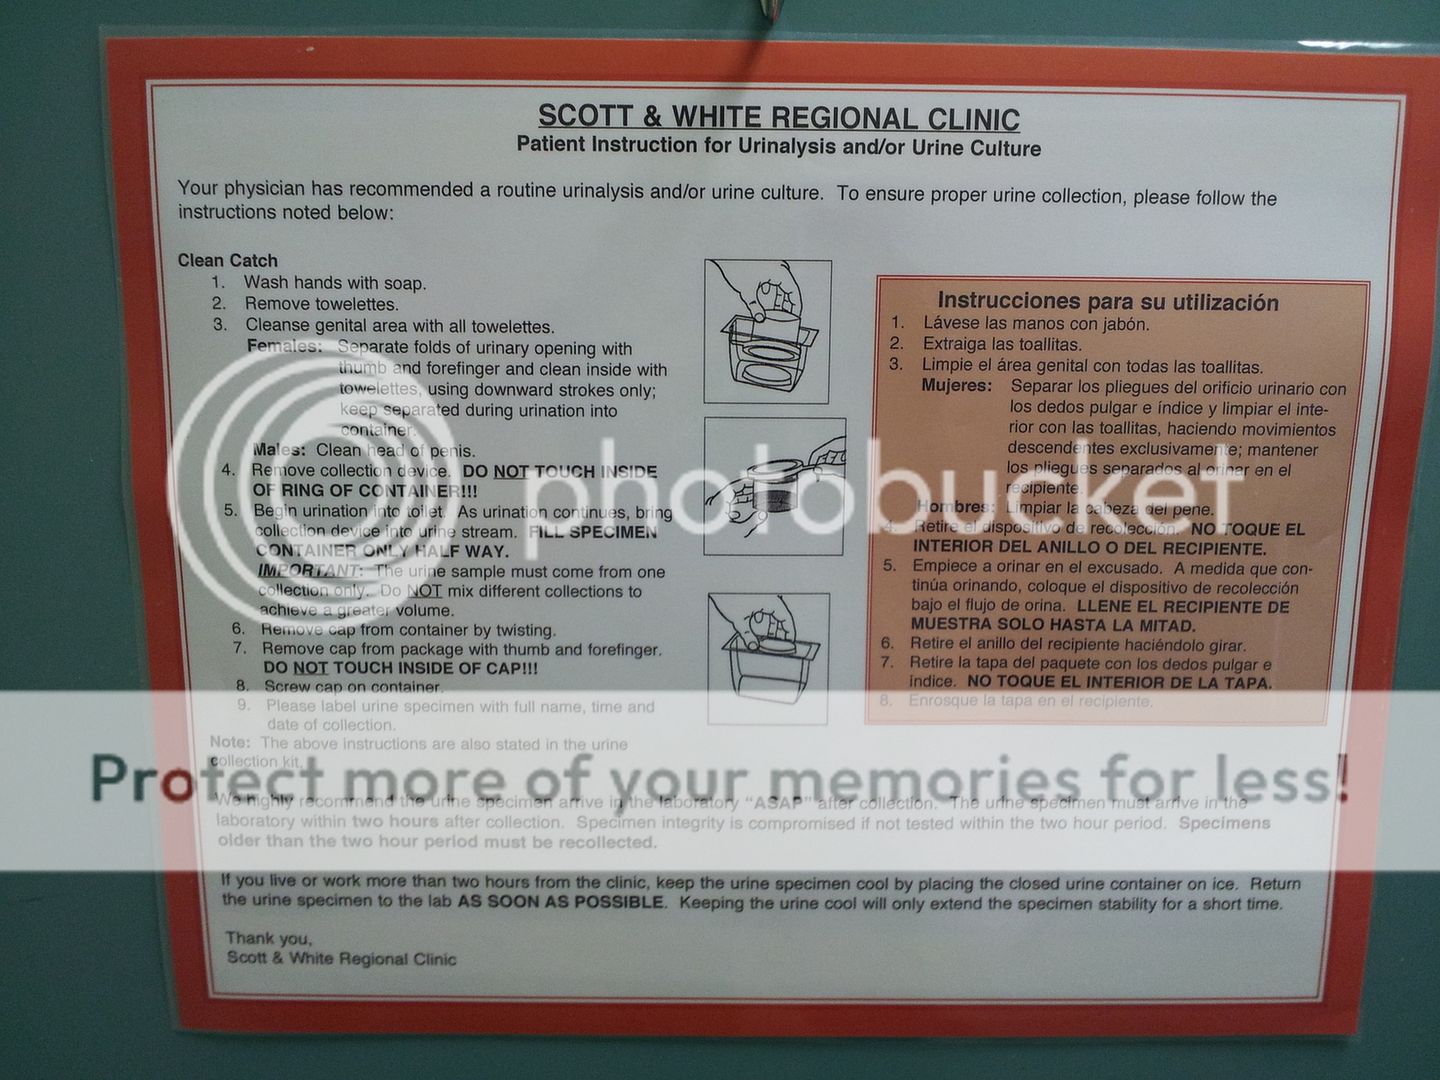 SCOTT & WHITE REGIONAL CLINIC
Patient Instruction for Urinalysis and/or Urine Culture
Your physician has recommended a routine urinalysis and/or urine culture. To ensure proper urine collection, please follow the
instructions noted below:
Clean Catch
1. Wash hands with soap.
2. Remove towelettes.
3. Cleanse genital area with all towelettes.
Females: Separate folds of urinary opening with
thumb and forefinger and clean inside with
towelettes, using downward strokes only;
keep separated during urination into
container.
Males: Clean head of penis.
4. Remove collection device. DO NOT TOUCH INSIDE
OF RING OF CONTAINER!!!
5. Begin urination into toilet. As urination continues, bring
collection device into urine stream. FILL SPECIMEN
CONTAINER ONLY HALF WAY.
IMPORTANT: The urine sample must come from one
collection only. Do NOT mix different collections to
achieve a greater volume.
6. Remove cap from container by twisting.
7. Remove cap from package with thumb and forefinger.
DO NOT TOUCH INSIDE OF CAP!!!
8. Screw cap on container.
9. Please label urine specimen with full name, time and
date of collection.
Note: The above instructions are also stated in the urine
collection kit.
Instrucciones para su utilización
1. Lávese las manos con jabón.
2. Extraiga las toallitas.
3. Limpie el área genital con todas las toallitas.
Mujeres: Separar los pliegues del orificio urinario con
los dedos pulgar e índice y limpiar el inte-
rior con las toallitas, haciendo movimientos
descendentes exclusivamente; mantener
los pliegues separados al orinar en el
recipiente.
Hombres: Limpiar la cabeza del pene.
4. Retire el dispositivo de recolección. NO TOQUE EL
INTERIOR DEL ANILLO O DEL RECIPIENTE.
5. Empiece a orinar en el excusado. A medida que con-
tinúa orinando, coloque el dispositivo de recolección
bajo el flujo de orina. LLENE EL RECIPIENTE DE
MUESTRA SOLO HASTA LA MITAD.
6. Retire el anillo del recipiente haciéndolo girar.
7. Retire la tapa del paquete con los dedos pulgar e
índice. NO TOQUE EL INTERIOR DE LA TAPA.
8. Enrosque la tapa en el recipiente.
We highly recommend the urine specimen arrive in the laboratory "ASAP" after collection. The urine specimen must arrive in the
laboratory within two hours after collection. Specimen integrity is compromised if not tested within the two hour period. Specimens
older than the two hour period must be recollected.
If you live or work more than two hours from the clinic, keep the urine specimen cool by placing the closed urine container on ice. Return
the urine specimen to the lab AS SOON AS POSSIBLE. Keeping the urine cool will only extend the specimen stability for a short time.
Thank you,
Scott & White Regional Clinic
photobucket
Protect more of your memories for less!